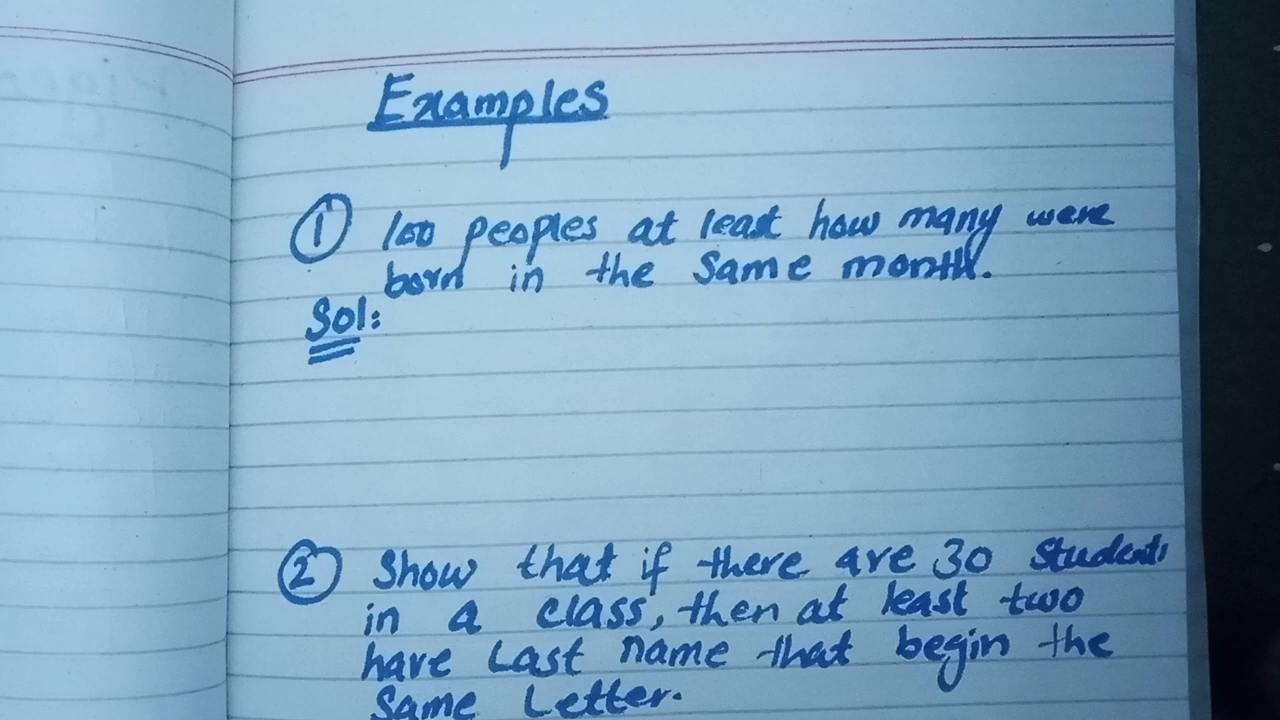 Examples
① 100 peoples at least how many were
born in the same month.
Sol:
② Show that if there are 30 students
in a class, then at least two
have Last name that begin the
Same Letter.